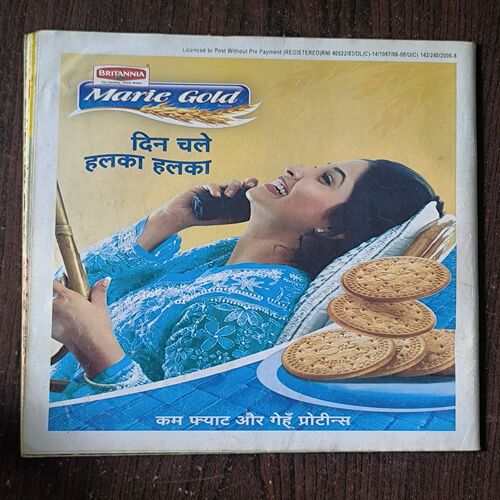 Licenced to Post Without Pre Payment (REGISTERED)RNI 40522/83/DL(C)-14/1087/06-08/U(C) 142/240/2006-8
BRITANNIA
Marie Gold
दिन चले
हलका हलका
कम फ्याट और गेहूँ प्रोटीन्स